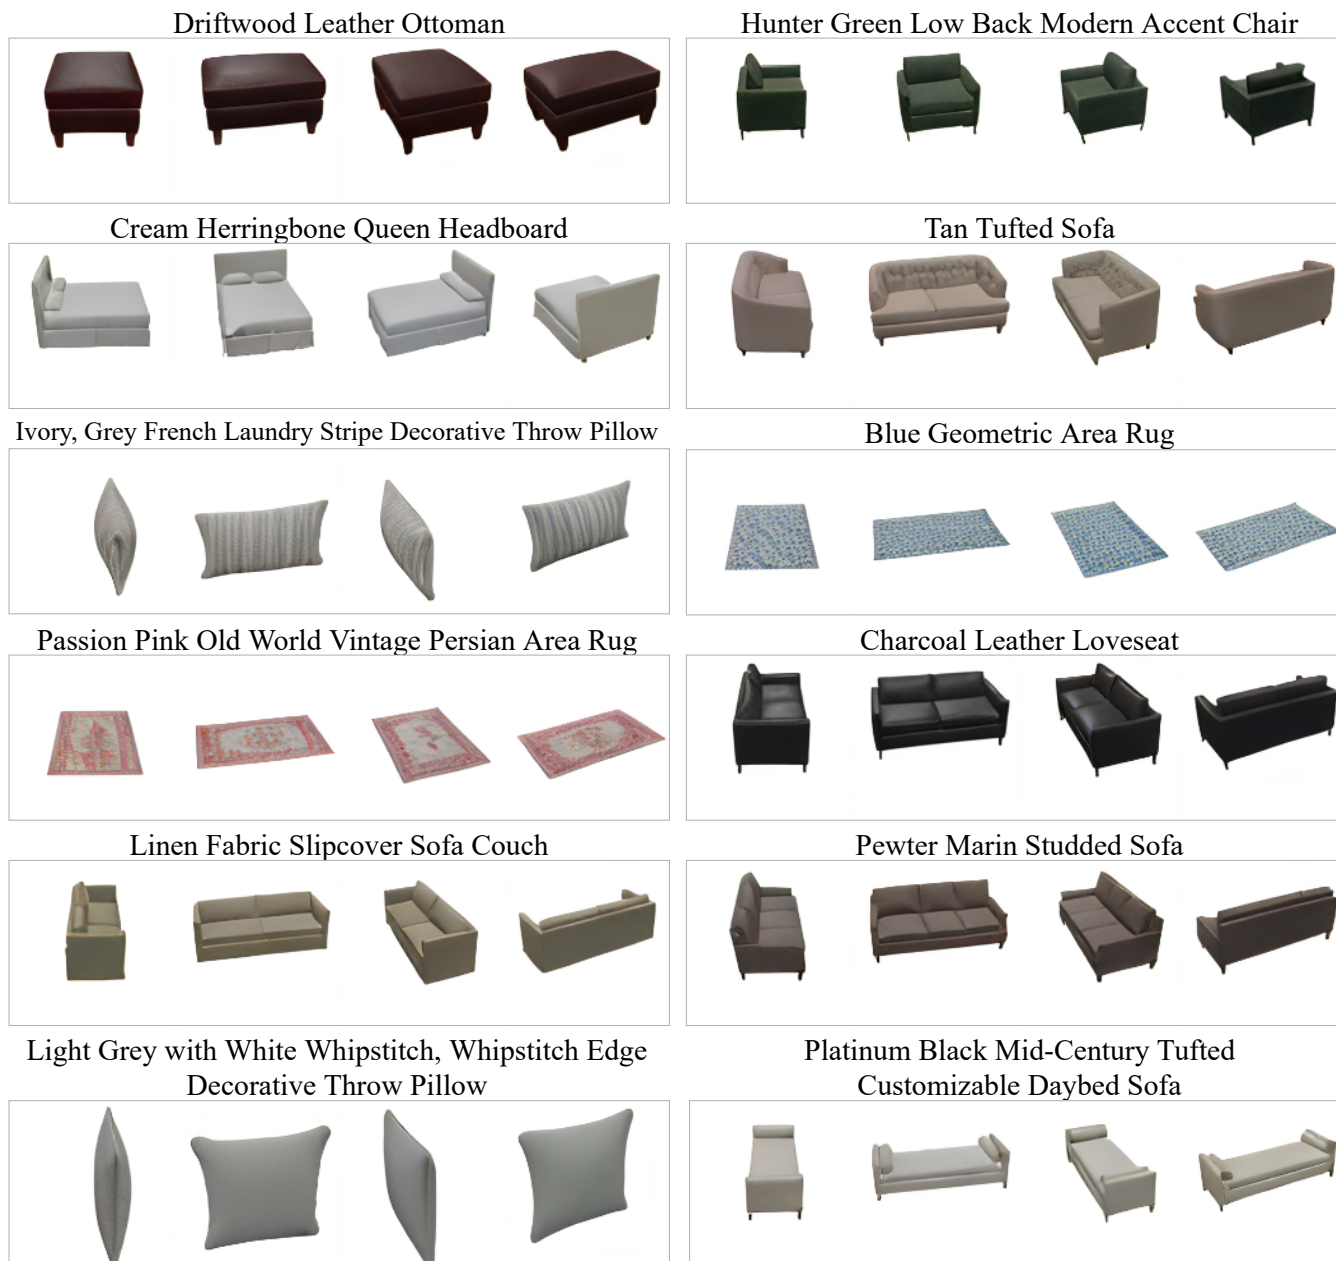 Driftwood Leather Ottoman
Hunter Green Low Back Modern Accent Chair
Cream Herringbone Queen Headboard
Tan Tufted Sofa
Ivory, Grey French Laundry Stripe Decorative Throw Pillow
Blue Geometric Area Rug
Passion Pink Old World Vintage Persian Area Rug
Charcoal Leather Loveseat
Linen Fabric Slipcover Sofa Couch
Pewter Marin Studded Sofa
Light Grey with White Whipstitch, Whipstitch Edge
Decorative Throw Pillow
Platinum Black Mid-Century Tufted
Customizable Daybed Sofa